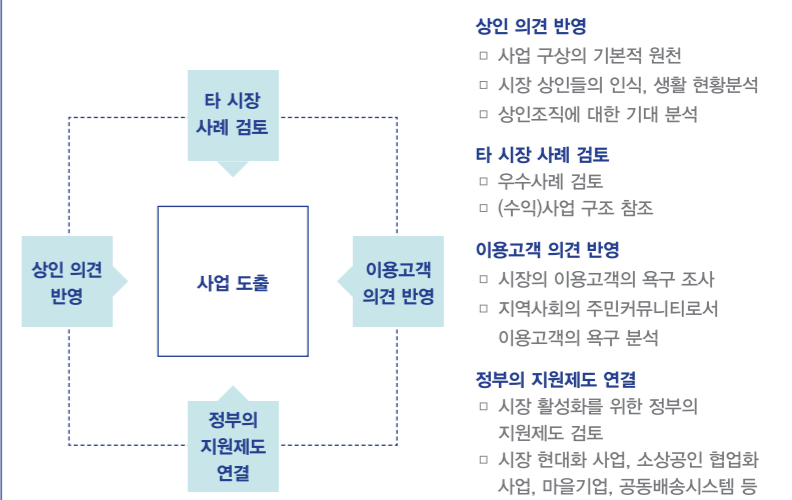 타 시장
사례 검토
상인 의견
반영
사업 도출
이용고객
의견 반영
정부의
지원제도
연결
상인 의견 반영
□ 사업 구상의 기본적 원천
□ 시장 상인들의 인식, 생활 현황분석
□ 상인조직에 대한 기대 분석
타 시장 사례 검토
□ 우수사례 검토
□ (수익)사업 구조 참조
이용고객 의견 반영
□ 시장의 이용고객의 욕구 조사
□ 지역사회의 주민커뮤니티로서
이용고객의 욕구 분석
정부의 지원제도 연결
□ 시장 활성화를 위한 정부의
지원제도 검토
□ 시장 현대화 사업, 소상공인 협업화
사업, 마을기업, 공동배송시스템 등